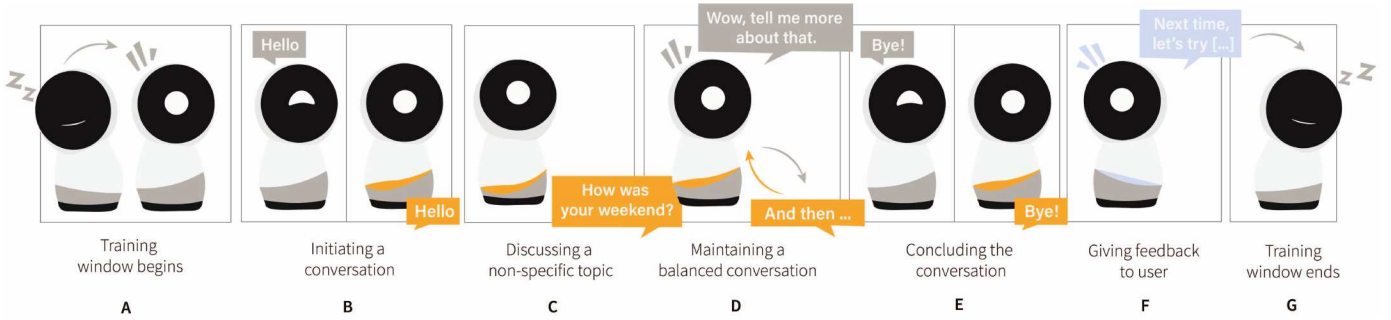 Z
Z
Hello
Hello
How was
your weekend?
Wow, tell me more
about that.
And then ...
Bye!
Bye!
Next time,
let's try [...]
Z
Z
Training
window begins
Initiating a
conversation
Discussing a
non-specific topic
Maintaining a
balanced conversation
Concluding the
conversation
Giving feedback
to user
Training
window ends
A
B
C
D
E
F
G